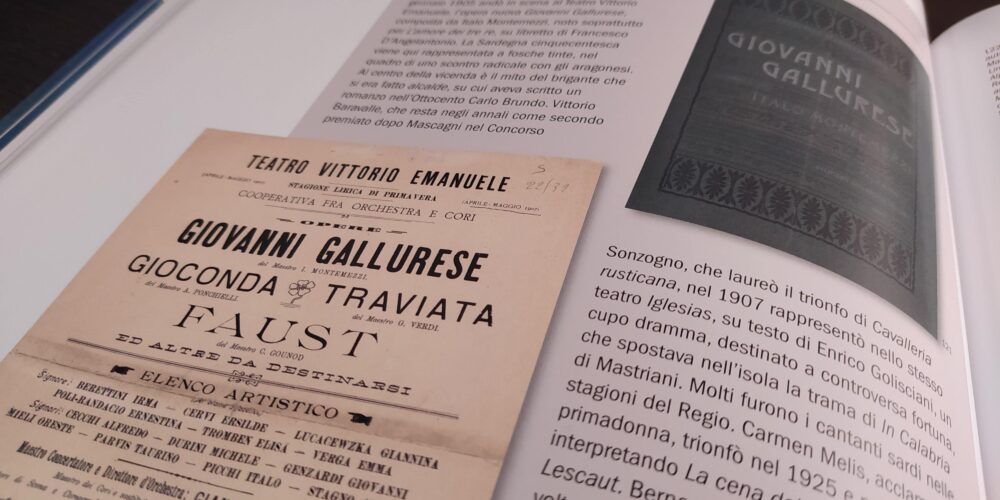 gennaio 1905 andò in scena al Teatro Vittorio
Emanuele, l'opera nuova Giovanni Gallurese,
composta da Italo Montemezzi, noto soprattutto
per L'amore dei tre re, su libretto di Francesco
D'Angelantonio. La Sardegna cinquecentesca
viene qui rappresentata a fosche tinte, nel
quadro di uno scontro radicale con gli aragonesi.
Al centro della vicenda è il mito del brigante che
si era fatto alcalde, su cui aveva scritto un
romanzo nell'Ottocento Carlo Brundo. Vittorio
Baravalle, che resta negli annali come secondo
premiato dopo Mascagni nel Concorso
GIOVANNI
GALLURESE
TEATRO VITTORIO EMANUELE
S
22/39
(APRILE-MAGGIO 1907)
STAGIONE LIRICA DI PRIMAVERA
(APRILE-MAGGIO 1907)
COOPERATIVA FRA ORCHESTRA E CORI
OPERE
GIOVANNI GALLURESE
del Maestro I. MONTEMEZZI
GIOCONDA TRAVIATA
del Maestro A. PONCHIELLI
del Maestro G. VERDI
FAUST
del Maestro C. GOUNOD
ED ALTRE DA DESTINARSI
ELENCO ARTISTICO
Signore: BERETTINI IRMA — CERVI ERSILDE — LUCACEWZKA GIANNINA
POLI-RANDACIO ERNESTINA — TROMBEN ELISA — VERGA EMMA
Signori: CECCHI ALFREDO — DURINI MICHELE — GENZARDI GIOVANNI
MIELI ORESTE — PARVIS TAURINO — PICCHI ITALO — STAGNO
Maestro Concertatore e Direttore d'Orchestra:
Sonzogno, che laureò il trionfo di Cavalleria
rusticana, nel 1907 rappresentò nello stesso
teatro Iglesias, su testo di Enrico Golisciani, un
cupo dramma, destinato a controversa fortuna
che spostava nell'isola la trama di In Calabria
di Mastriani. Molti furono i cantanti sardi nelle
stagioni del Regio. Carmen Melis,
primadonna, trionfò nel 1925
interpretando La cena
Lescaut.